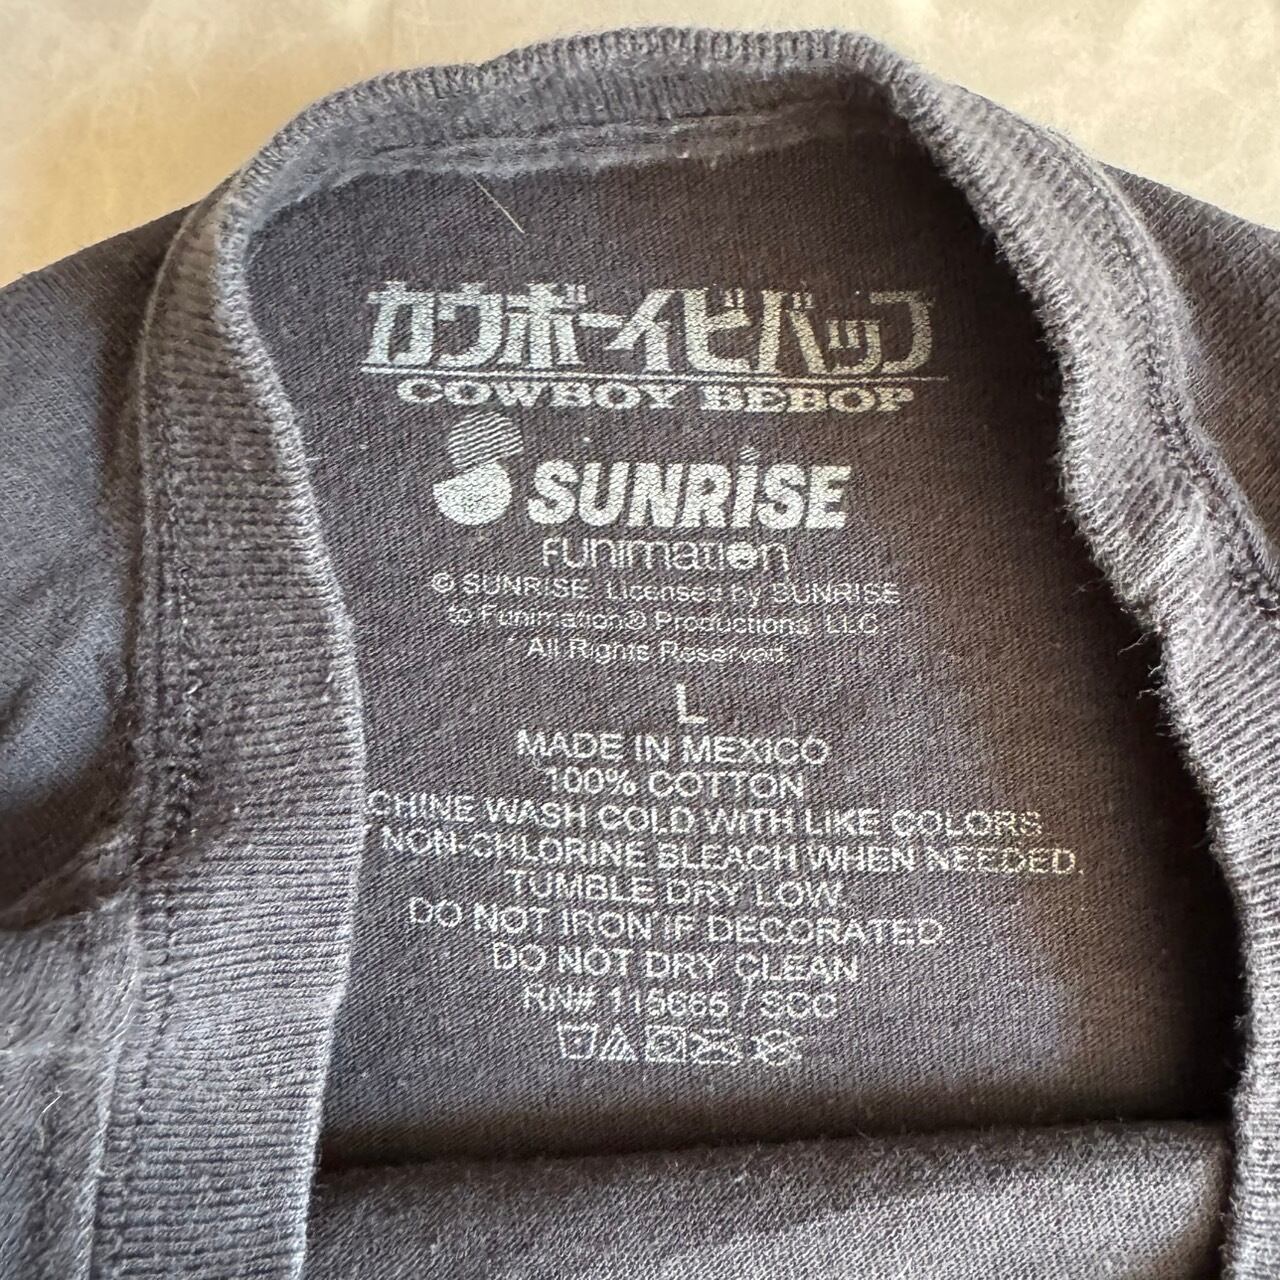 カウボーイビバップ
COWBOY BEBOP
SUNRISE
FUNimation
© SUNRISE. Licensed by SUNRISE
to Funimation® Productions, LLC.
All Rights Reserved.
L
MADE IN MEXICO
100% COTTON
CHINE WASH COLD WITH LIKE COLORS.
NON-CHLORINE BLEACH WHEN NEEDED.
TUMBLE DRY LOW.
DO NOT IRON IF DECORATED.
DO NOT DRY CLEAN
RN# 115665 / SCC